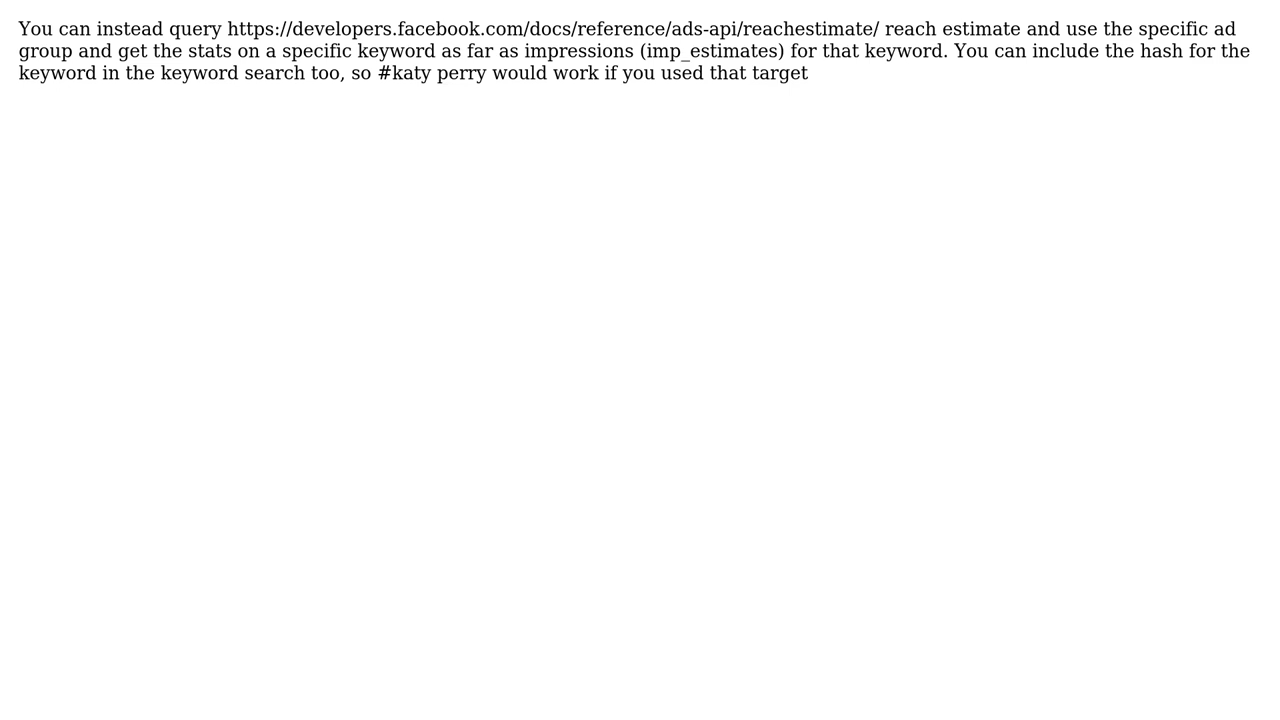 You can instead query https://developers.facebook.com/docs/reference/ads-api/reachestimate/ reach estimate and use the specific ad
group and get the stats on a specific keyword as far as impressions (imp_estimates) for that keyword. You can include the hash for the
keyword in the keyword search too, so #katy perry would work if you used that target